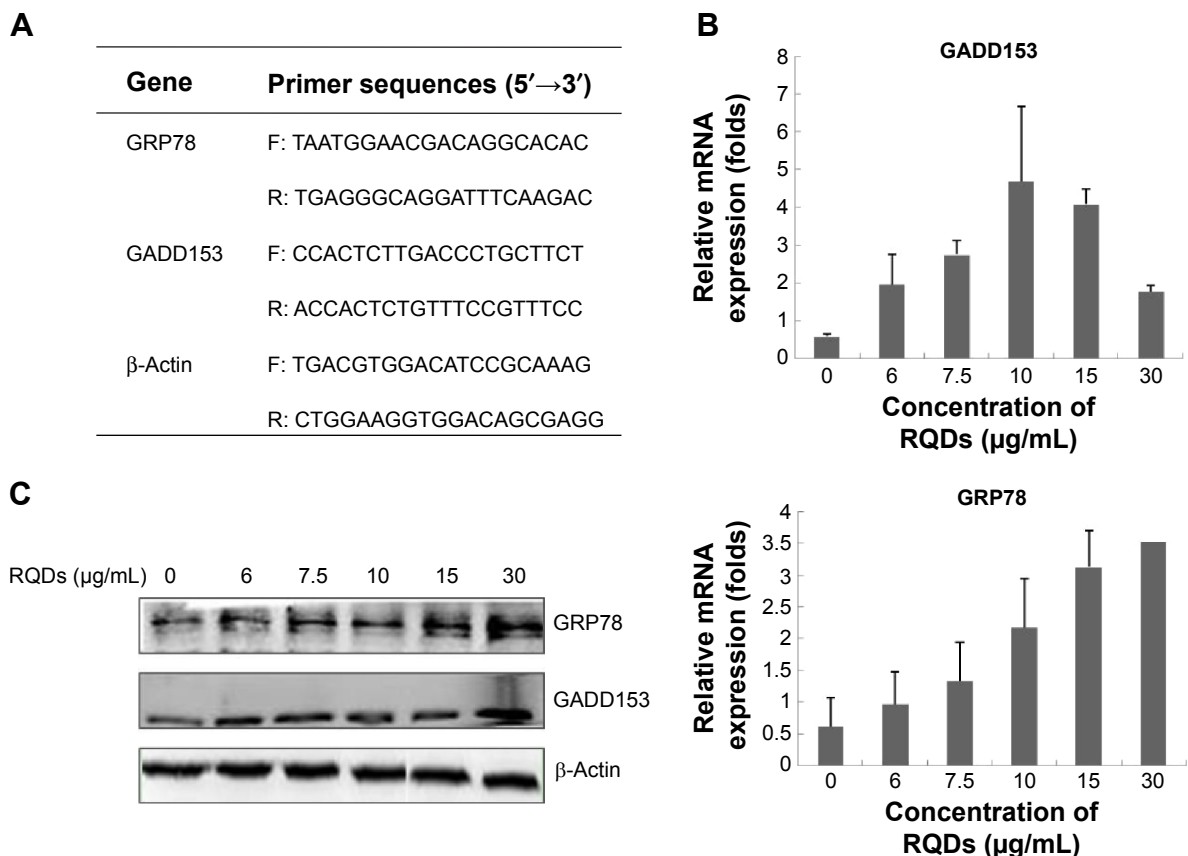 A
Gene Primer sequences (5′→3′)
GRP78 F: TAATGGAACGACAGGCACAC
R: TGAGGGCAGGATTTCAAGAC
GADD153 F: CCACTCTTGACCCTGCTTCT
R: ACCACTCTGTTTCCGTTTCC
β-Actin F: TGACGTGGACATCCGCAAAG
R: CTGGAAGGTGGACAGCGAGG
B
GADD153
Relative mRNA
expression (folds)
8
7
6
5
4
3
2
1
0
0 6 7.5 10 15 30
Concentration of
RQDs (µg/mL)
C
RQDs (µg/mL) 0 6 7.5 10 15 30
GRP78
GADD153
β-Actin
GRP78
Relative mRNA
expression (folds)
4
3.5
3
2.5
2
1.5
1
0.5
0
0 6 7.5 10 15 30
Concentration of
RQDs (µg/mL)